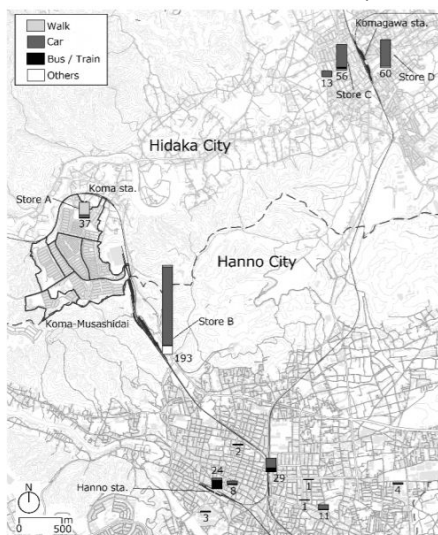 Walk
Car
Bus / Train
Others
Komagawa sta.
13
56
60
Store D
Store C
Hidaka City
Store A
Koma sta.
37
Hanno City
Koma-Musashidai
Store B
193
2
24
29
Hanno sta.
8
1
4
1
11
3
N
0
500m